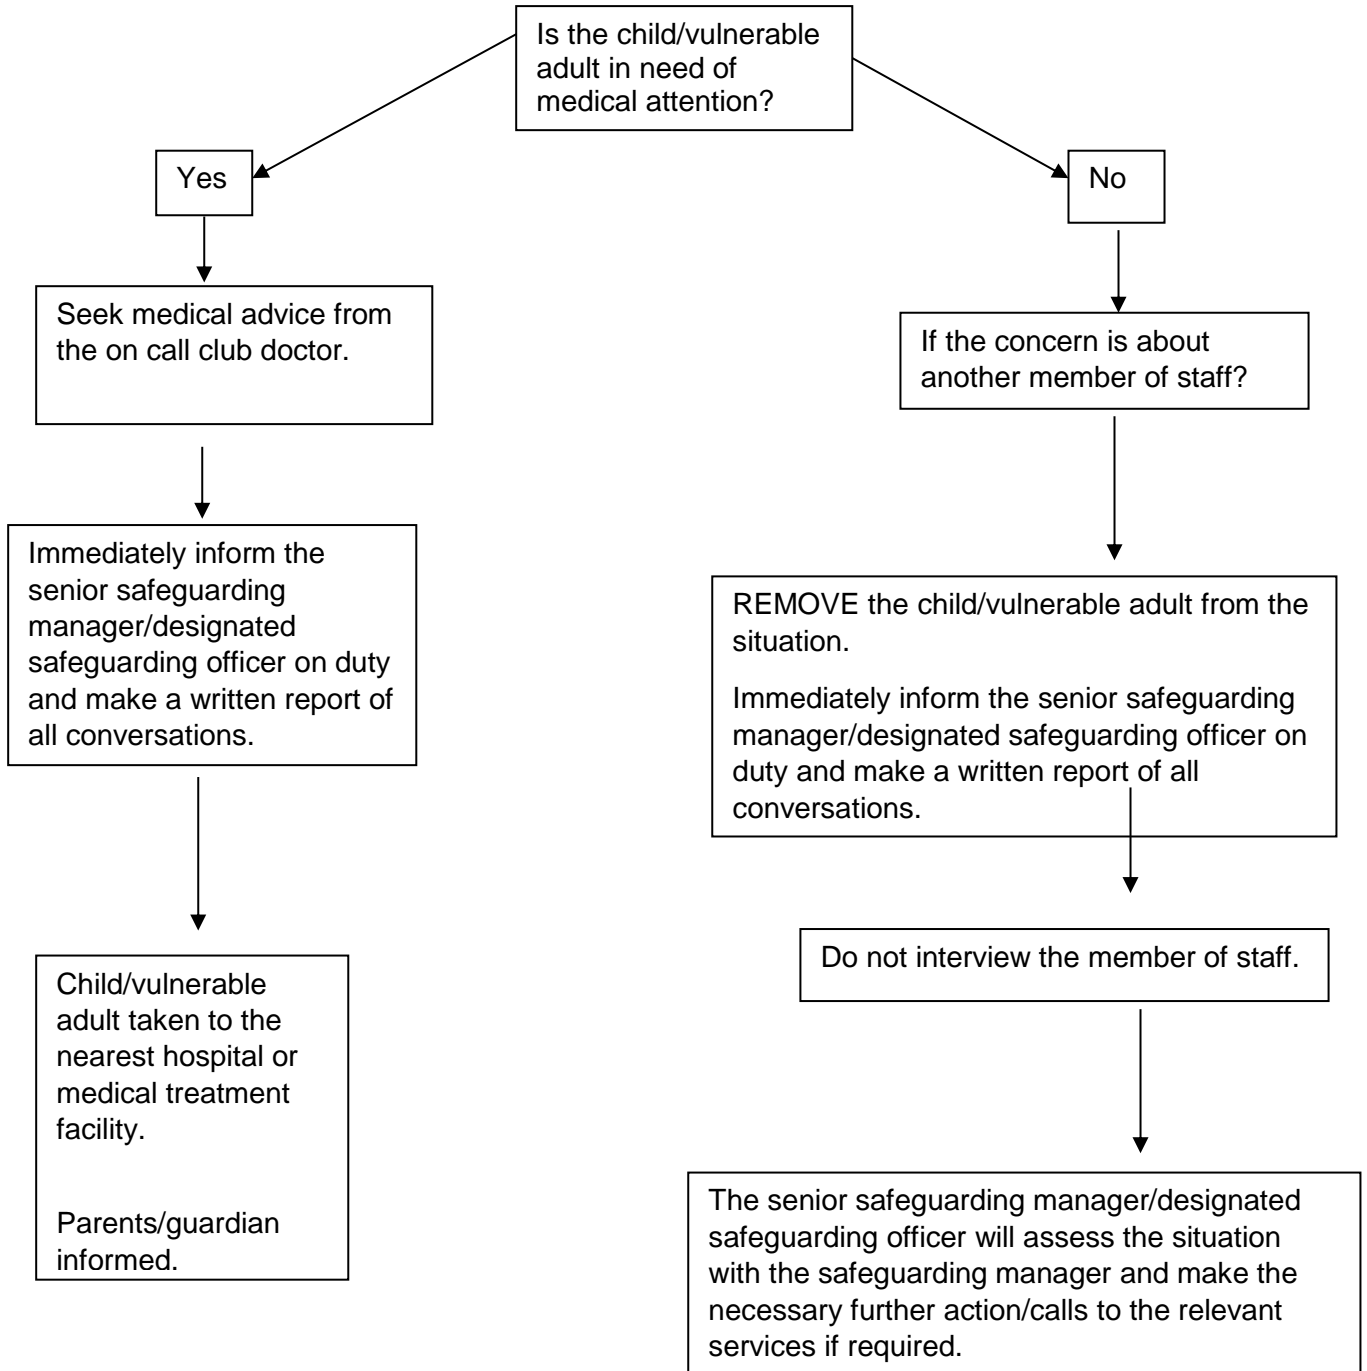 Is the child/vulnerable
adult in need of
medical attention?
Yes
No
Seek medical advice from
the on call club doctor.
If the concern is about
another member of staff?
Immediately inform the
senior safeguarding
manager/designated
safeguarding officer on duty
and make a written report of
all conversations.
REMOVE the child/vulnerable adult from the
situation.
Immediately inform the senior safeguarding
manager/designated safeguarding officer on
duty and make a written report of all
conversations.
Do not interview the member of staff.
Child/vulnerable
adult taken to the
nearest hospital or
medical treatment
facility.
Parents/guardian
informed.
The senior safeguarding manager/designated
safeguarding officer will assess the situation
with the safeguarding manager and make the
necessary further action/calls to the relevant
services if required.